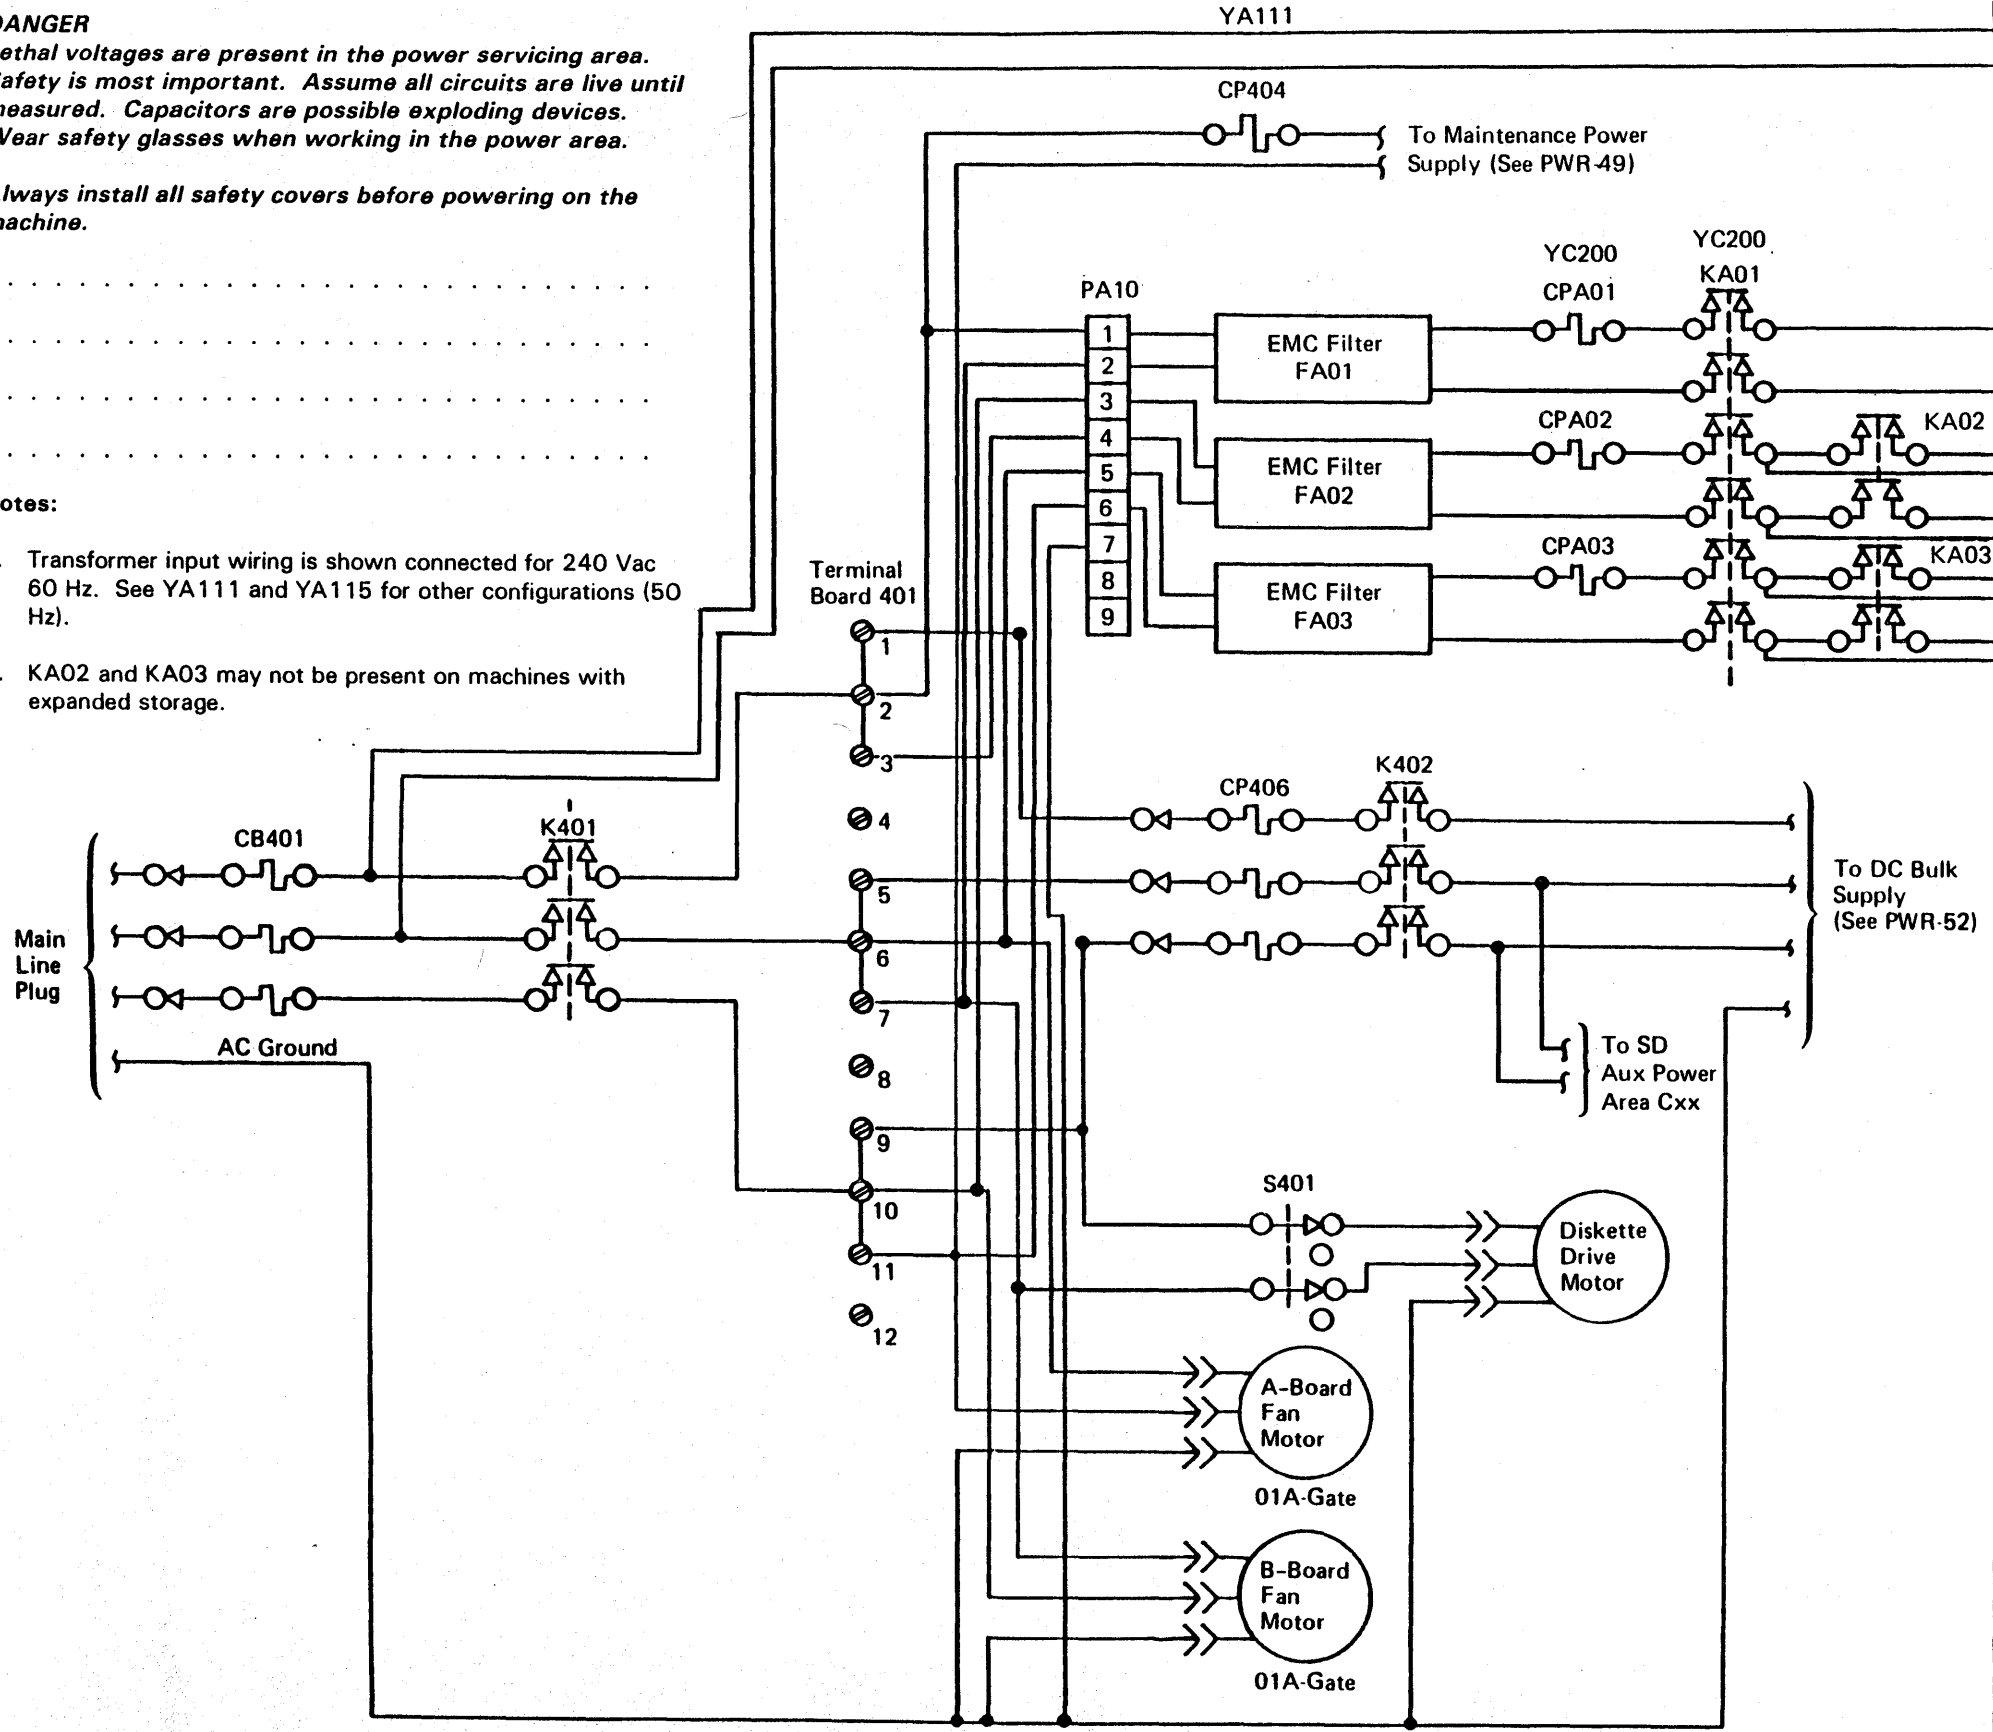 DANGER
ethal voltages are present in the power servicing area.
afety is most important. Assume all circuits are live until
measured. Capacitors are possible exploding devices.
Wear safety glasses when working in the power area.
lways install all safety covers before powering on the
machine.
otes:
. Transformer input wiring is shown connected for 240 Vac
60 Hz. See YA111 and YA115 for other configurations (50
Hz).
. KA02 and KA03 may not be present on machines with
expanded storage.
YA111
CP404
To Maintenance Power
Supply (See PWR-49)
YC200
YC200
KA01
CPA01
PA10
1
2
3
4
5
6
7
8
9
EMC Filter
FA01
CPA02
KA02
EMC Filter
FA02
CPA03
KA03
EMC Filter
FA03
Terminal
Board 401
1
2
3
4
5
6
7
8
9
10
11
12
CB401
K401
Main
Line
Plug
AC Ground
CP406
K402
To DC Bulk
Supply
(See PWR-52)
To SD
Aux Power
Area Cxx
S401
Diskette
Drive
Motor
A-Board
Fan
Motor
01A-Gate
B-Board
Fan
Motor
01A-Gate